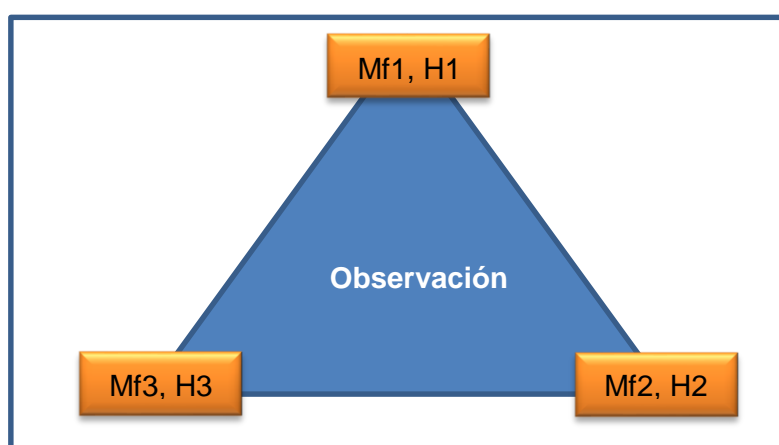 Mf1, H1
Observación
Mf3, H3
Mf2, H2